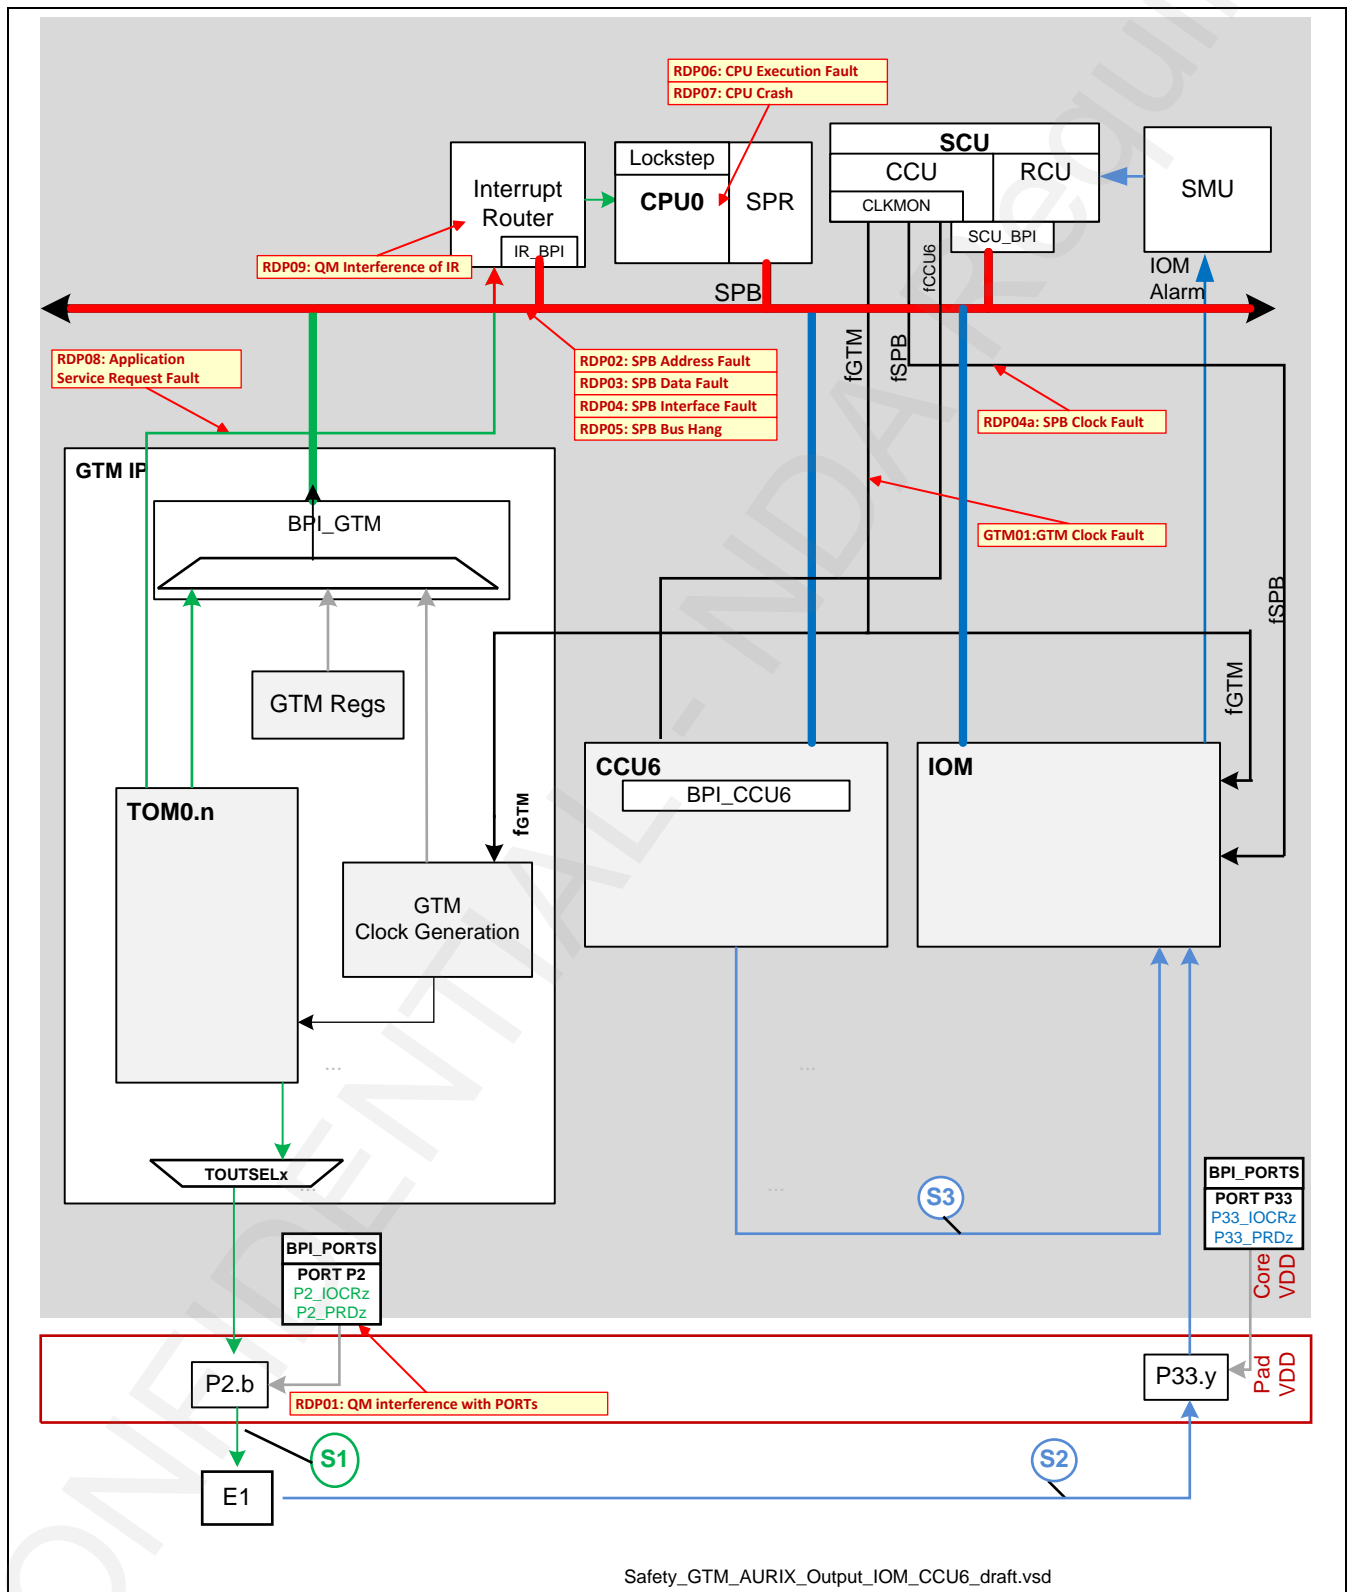 RDP06: CPU Execution Fault
RDP07: CPU Crash
Interrupt
Router
IR_BPI
Lockstep
CPU0
SPR
SCU
CCU
RCU
CLKMON
SCU_BPI
SMU
RDP09: QM Interference of IR
SPB
fCCU6
IOM
Alarm
RDP08: Application
Service Request Fault
RDP02: SPB Address Fault
RDP03: SPB Data Fault
RDP04: SPB Interface Fault
RDP05: SPB Bus Hang
fGTM
fSPB
RDP04a: SPB Clock Fault
GTM IP
BPI_GTM
GTM01:GTM Clock Fault
fSPB
fGTM
GTM Regs
CCU6
BPI_CCU6
IOM
TOM0.n
fGTM
GTM
Clock Generation
...
...
TOUTSELx
...
...
S3
BPI_PORTS
PORT P33
P33_IOCRz
P33_PRDz
BPI_PORTS
PORT P2
P2_IOCRz
P2_PRDz
Core
VDD
P2.b
P33.y
Pad
VDD
RDP01: QM interference with PORTs
S1
S2
E1
Safety_GTM_AURIX_Output_IOM_CCU6_draft.vsd
ONFIDENTIAL - NDA Requi